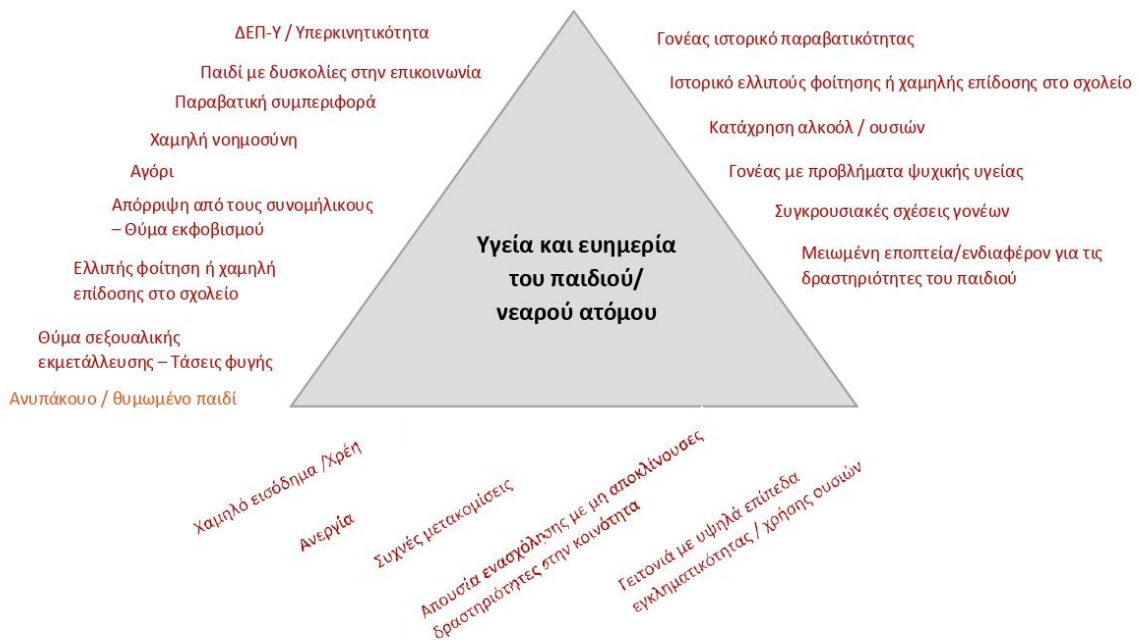 ΔΕΠ-Υ / Υπερκινητικότητα
Παιδί με δυσκολίες στην επικοινωνία
Παραβατική συμπεριφορά
Χαμηλή νοημοσύνη
Αγόρι
Απόρριψη από τους συνομήλικους
– Θύμα εκφοβισμού
Ελλιπής φοίτηση ή χαμηλή
επίδοσης στο σχολείο
Θύμα σεξουαλικής
εκμετάλλευσης – Τάσεις φυγής
Ανυπάκουο / θυμωμένο παιδί
Υγεία και ευημερία
του παιδιού/
νεαρού ατόμου
Γονέας ιστορικό παραβατικότητας
Ιστορικό ελλιπούς φοίτησης ή χαμηλής επίδοσης στο σχολείο
Κατάχρηση αλκοόλ / ουσιών
Γονέας με προβλήματα ψυχικής υγείας
Συγκρουσιακές σχέσεις γονέων
Μειωμένη εποπτεία/ενδιαφέρον για τις
δραστηριότητες του παιδιού
Χαμηλό εισόδημα /Χρέη
Ανεργία
Συχνές μετακομίσεις
Απουσία ενασχόλησης με μη αποκλίνουσες
δραστηριότητες στην κοινότητα
Γειτονιά με υψηλά επίπεδα
εγκληματικότητας / χρήσης ουσιών